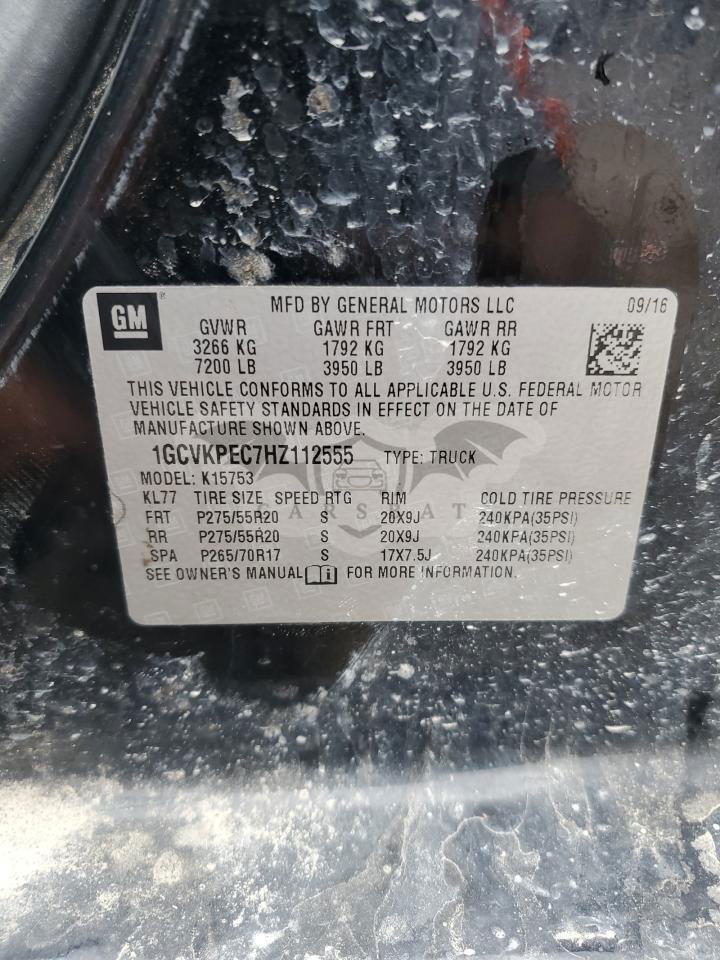 GM ® MFD BY GENERAL MOTORS LLC 09/16
GVWR GAWR FRT GAWR RR
3266 KG 1792 KG 1792 KG
7200 LB 3950 LB 3950 LB
THIS VEHICLE CONFORMS TO ALL APPLICABLE U.S. FEDERAL MOTOR
VEHICLE SAFETY STANDARDS IN EFFECT ON THE DATE OF
MANUFACTURE SHOWN ABOVE.
1GCVKPEC7HZ112555 TYPE: TRUCK
MODEL: K15753
KL77 TIRE SIZE SPEED RTG RIM COLD TIRE PRESSURE
FRT P275/55R20 S 20X9J 240KPA(35PSI)
RR P275/55R20 S 20X9J 240KPA(35PSI)
SPA P265/70R17 S 17X7.5J 240KPA(35PSI)
SEE OWNER'S MANUAL i FOR MORE INFORMATION.
CARSBAT